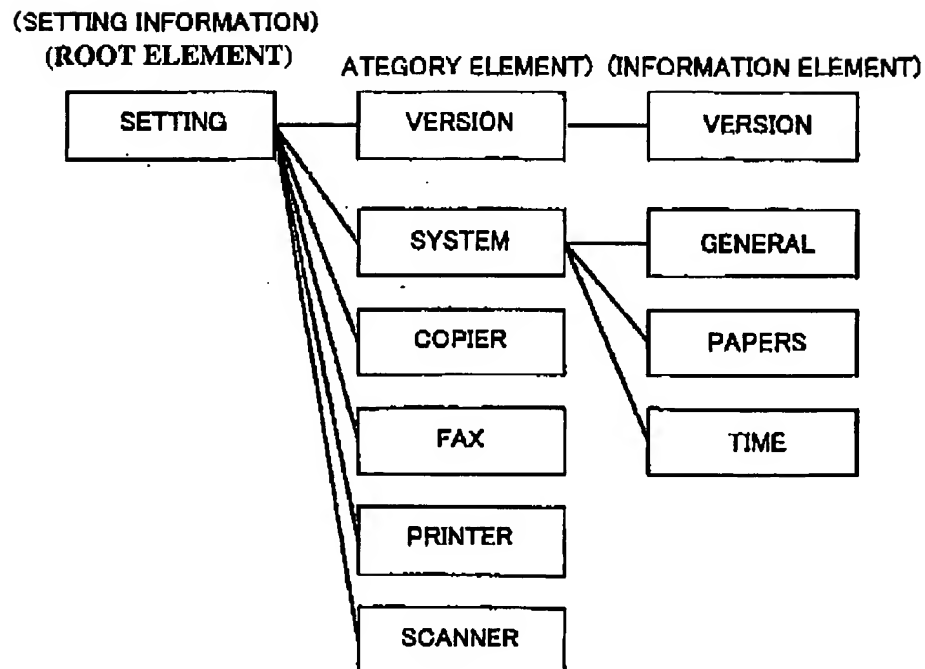 (SETTING INFORMATION)
(ROOT ELEMENT)
ATEGORY ELEMENT) (INFORMATION ELEMENT)
SETTING VERSION VERSION
SYSTEM GENERAL
COPIER PAPERS
FAX TIME
PRINTER
SCANNER